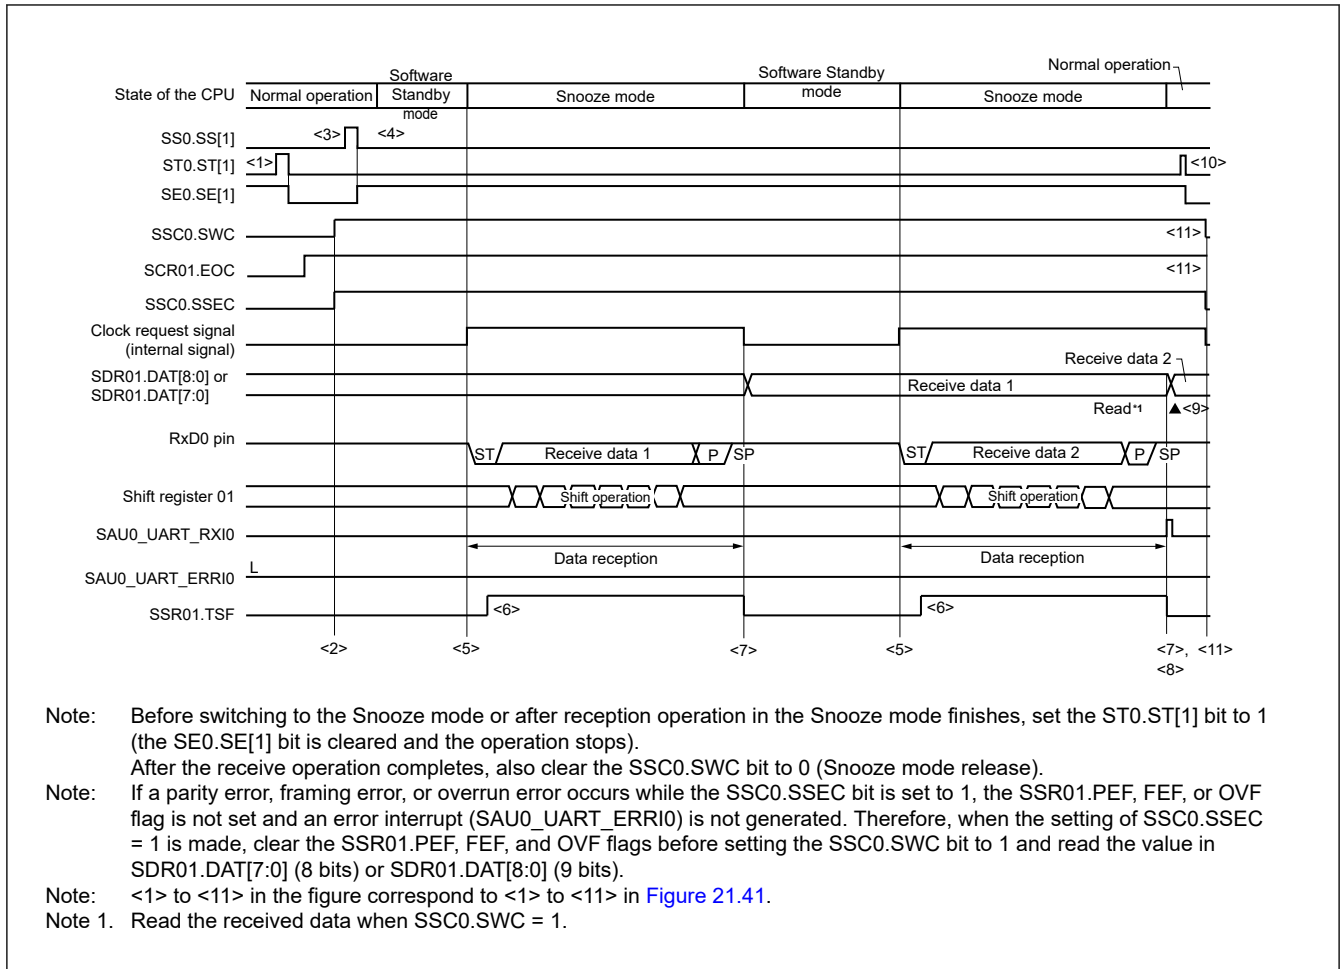 Software
Software Standby
Normal operation
State of the CPU
Normal operation
Standby
mode
Snooze mode
mode
Snooze mode
SS0.SS[1]
<3>
<4>
ST0.ST[1]
<1>
<10>
SE0.SE[1]
SSC0.SWC
<11>
SCR01.EOC
<11>
SSC0.SSEC
Clock request signal
(internal signal)
SDR01.DAT[8:0] or
SDR01.DAT[7:0]
Receive data 1
Receive data 2
Read*1 ▲<9>
RxD0 pin
ST
Receive data 1
P
SP
ST
Receive data 2
P
SP
Shift register 01
Shift operation
Shift operation
SAU0_UART_RXI0
Data reception
Data reception
SAU0_UART_ERRI0
L
SSR01.TSF
<6>
<6>
<2>
<5>
<7>
<5>
<7>,
<8>
<11>
Note: Before switching to the Snooze mode or after reception operation in the Snooze mode finishes, set the ST0.ST[1] bit to 1
(the SE0.SE[1] bit is cleared and the operation stops).
After the receive operation completes, also clear the SSC0.SWC bit to 0 (Snooze mode release).
Note: If a parity error, framing error, or overrun error occurs while the SSC0.SSEC bit is set to 1, the SSR01.PEF, FEF, or OVF
flag is not set and an error interrupt (SAU0_UART_ERRI0) is not generated. Therefore, when the setting of SSC0.SSEC
= 1 is made, clear the SSR01.PEF, FEF, and OVF flags before setting the SSC0.SWC bit to 1 and read the value in
SDR01.DAT[7:0] (8 bits) or SDR01.DAT[8:0] (9 bits).
Note: <1> to <11> in the figure correspond to <1> to <11> in Figure 21.41.
Note 1. Read the received data when SSC0.SWC = 1.